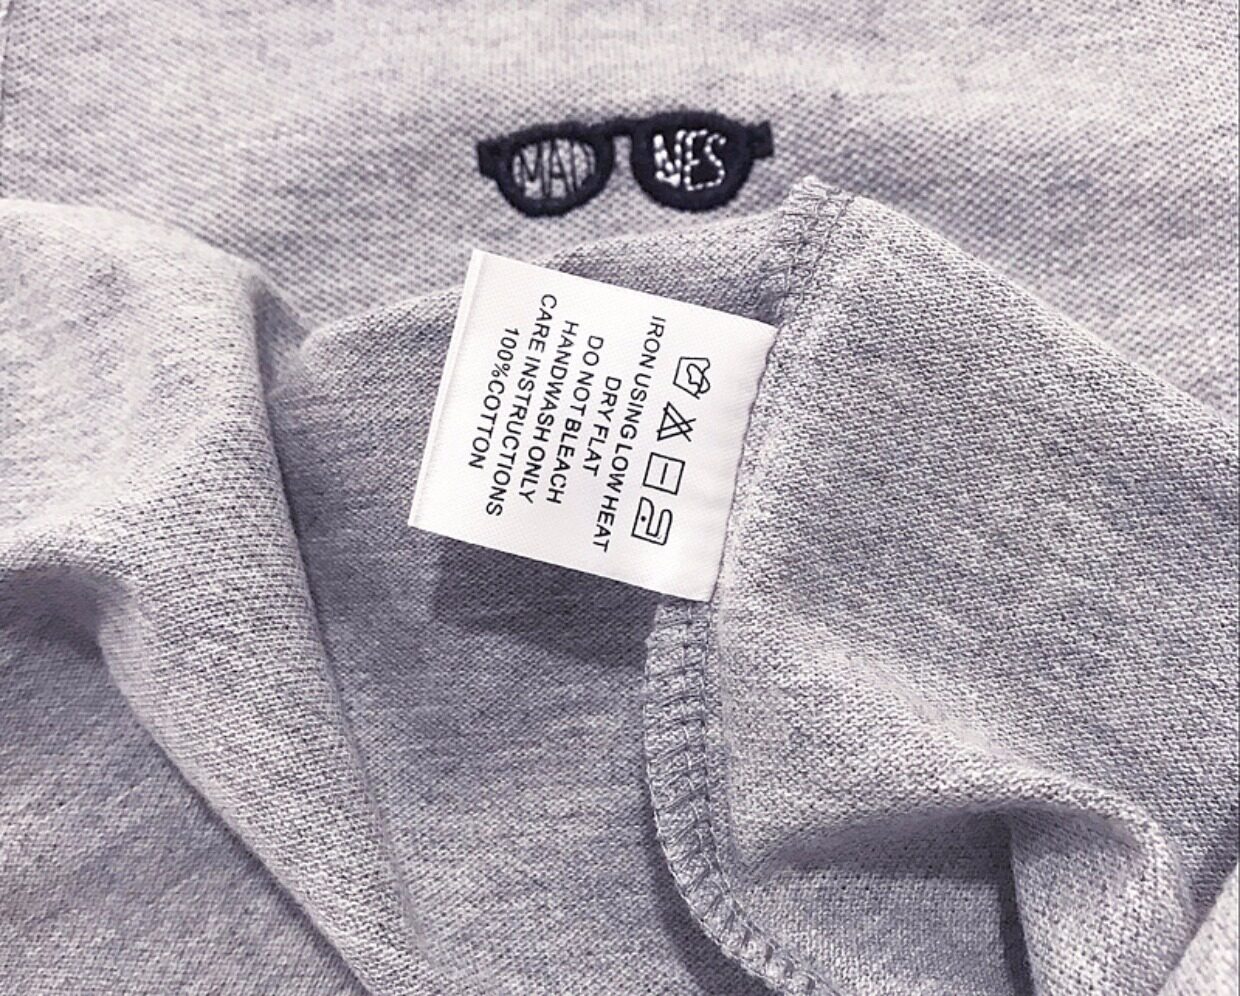 MAD NES
100%COTTON
CARE INSTRUCTIONS
HANDWASH ONLY
DO NOT BLEACH
DRY FLAT
IRON USING LOW HEAT